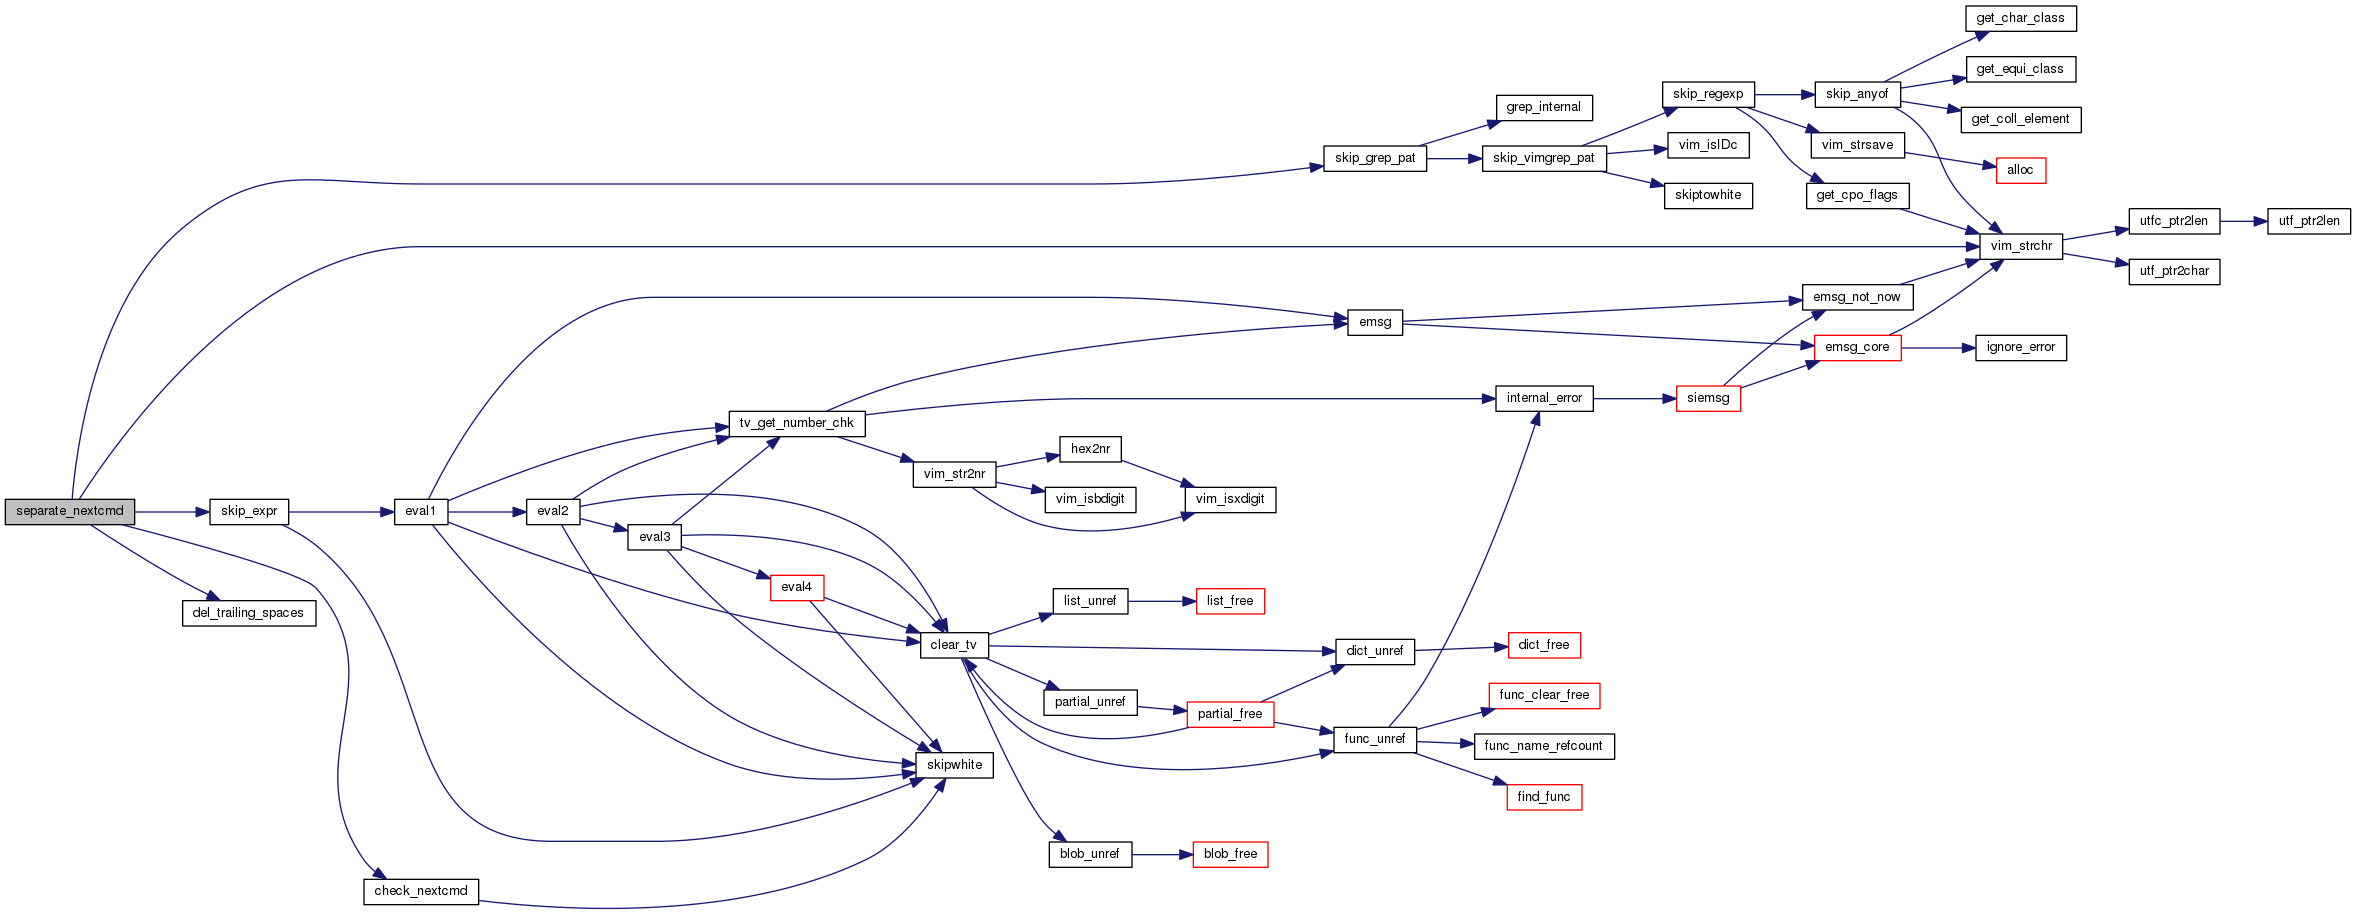 get_char_class
get_equi_class
skip_regexp
skip_anyof
grep_internal
get_coll_element
vim_isIDc
vim_strsave
skip_grep_pat
skip_vimgrep_pat
alloc
skiptowhite
get_cpo_flags
utfc_ptr2len
utf_ptr2len
vim_strchr
utf_ptr2char
emsg_not_now
emsg
emsg_core
ignore_error
internal_error
siemsg
tv_get_number_chk
hex2nr
vim_str2nr
vim_isbdigit
vim_isxdigit
separate_nextcmd
skip_expr
eval1
eval2
eval3
eval4
list_unref
list_free
del_trailing_spaces
clear_tv
dict_unref
dict_free
partial_unref
func_clear_free
partial_free
func_unref
func_name_refcount
skipwhite
find_func
blob_unref
blob_free
check_nextcmd